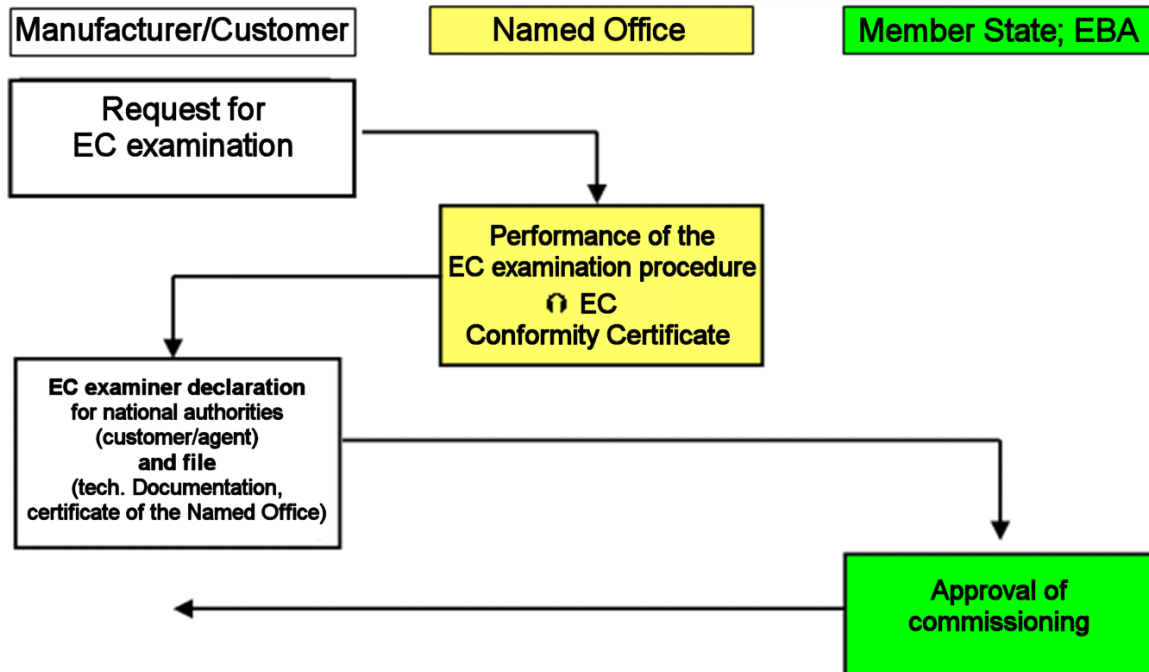 Manufacturer/Customer
Named Office
Member State; EBA
Request for
EC examination
Performance of the
EC examination procedure
∩ EC
Conformity Certificate
EC examiner declaration
for national authorities
(customer/agent)
and file
(tech. Documentation,
certificate of the Named Office)
Approval of
commissioning